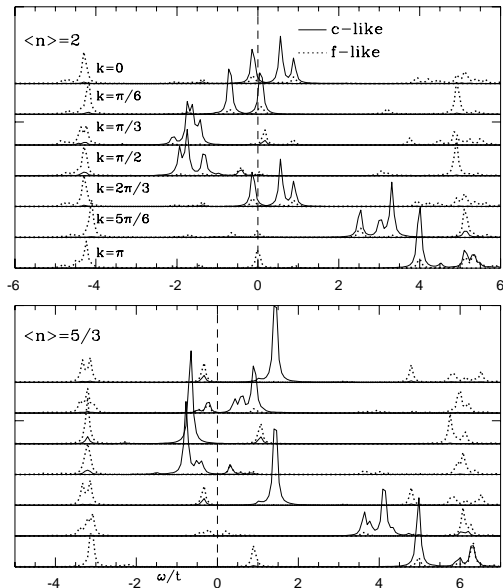 <n>=2
c-like
f-like
k=0
k=π/6
k=π/3
k=π/2
k=2π/3
k=5π/6
k=π
-6 -4 -2 0 2 4 6
<n>=5/3
-4 -2 ω/t 0 2 4 6